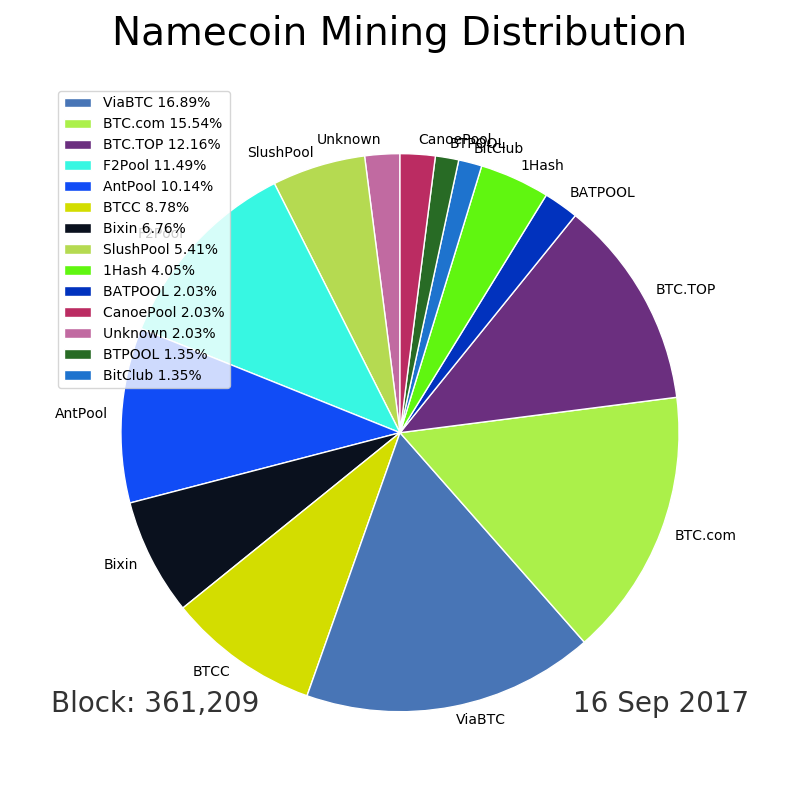 Namecoin Mining Distribution
ViaBTC 16.89%
BTC.com 15.54%
BTC.TOP 12.16%
F2Pool 11.49%
AntPool 10.14%
BTCC 8.78%
Bixin 6.76%
SlushPool 5.41%
1Hash 4.05%
BATPOOL 2.03%
CanoePool 2.03%
Unknown 2.03%
BTPOOL 1.35%
BitClub 1.35%
Unknown
CanoePool
BTPOOL
BitClub
SlushPool
1Hash
BATPOOL
F2Pool
BTC.TOP
AntPool
BTC.com
Bixin
BTCC
ViaBTC
Block: 361,209
16 Sep 2017